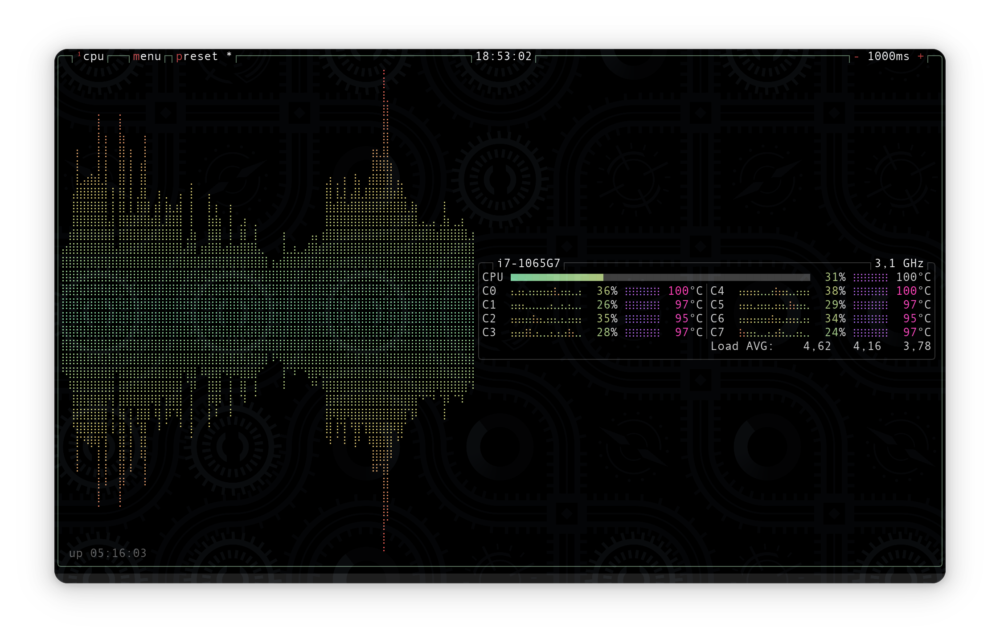 ¹cpu menu preset * 18:53:02 - 1000ms +
i7-1065G7 3,1 GHz
CPU 31% 100°C
C0 36% 100°C C4 38% 100°C
C1 26% 97°C C5 29% 97°C
C2 35% 95°C C6 34% 95°C
C3 28% 97°C C7 24% 97°C
Load AVG: 4,62 4,16 3,78
up 05:16:03